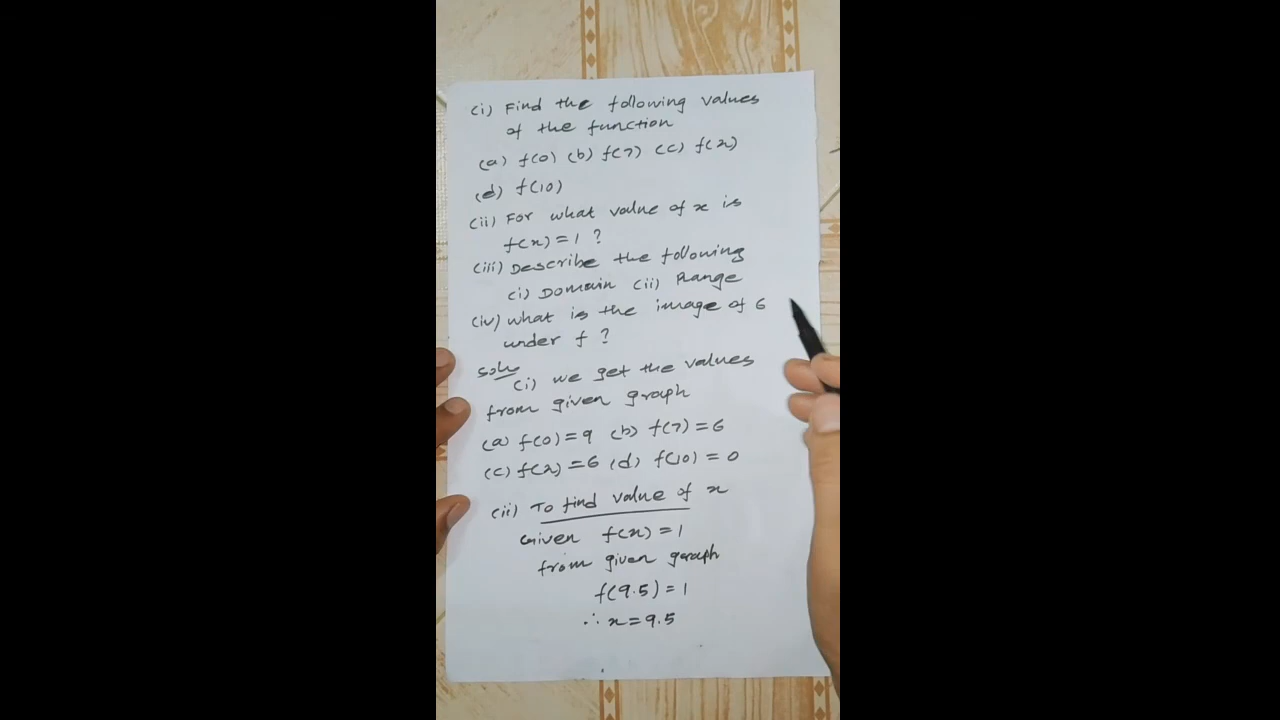 (i) Find the following values
of the function
(a) f(0) (b) f(7) (c) f(2)
(d) f(10)
(ii) For what value of x is
f(x) = 1 ?
(iii) Describe the following
(i) Domain (ii) Range
(iv) what is the image of 6
under f ?
Soln
(i) we get the values
from given graph
(a) f(0) = 9 (b) f(7) = 6
(c) f(2) = 6 (d) f(10) = 0
(ii) To find value of x
Given f(x) = 1
from given graph
f(9.5) = 1
∴ x = 9.5